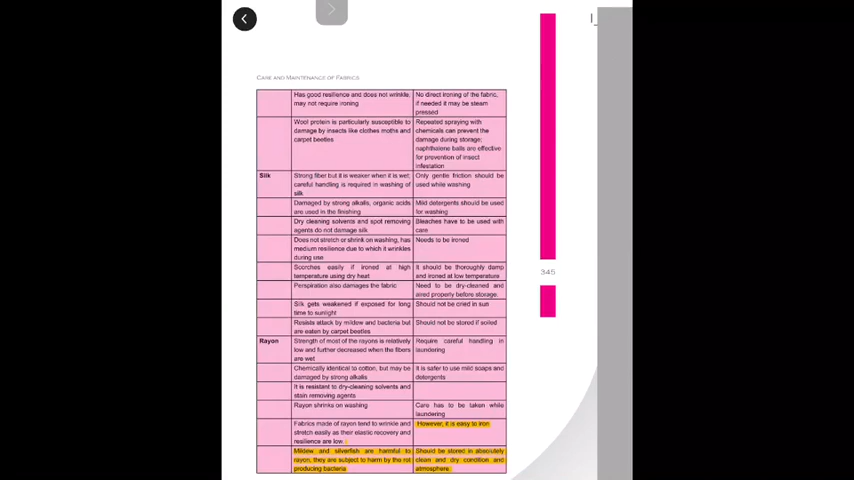 CARE AND MAINTENANCE OF FABRICS
Has good resilience and does not wrinkle,
may not require ironing
No direct ironing of the fabric,
if needed it may be steam
pressed
Wool protein is particularly susceptible to
damage by insects like clothes moths and
carpet beetles
Repeated spraying with
chemicals can prevent the
damage during storage;
naphthalene balls are effective
for prevention of insect
infestation
Silk
Strong fiber but it is weaker when it is wet,
careful handling is required in washing of
silk
Only gentle friction should be
used while washing
Damaged by strong alkalis, organic acids
are used in the finishing
Mild detergents should be used
for washing
Dry cleaning solvents and spot removing
agents do not damage silk
Bleaches have to be used with
care
Does not stretch or shrink on washing, has
medium resilience due to which it wrinkles
during use
Needs to be ironed
Scorches easily if ironed at high
temperature using dry heat
It should be thoroughly damp
and ironed at low temperature
Perspiration also damages the fabric
Need to be dry-cleaned and
aired properly before storage.
Silk gets weakened if exposed for long
time to sunlight
Should not be dried in sun
Resists attack by mildew and bacteria but
are eaten by carpet beetles
Should not be stored if soiled
Rayon
Strength of most of the rayons is relatively
low and further decreased when the fibers
are wet
Require careful handling in
laundering
Chemically identical to cotton, but may be
damaged by strong alkalis
It is safer to use mild soaps and
detergents
It is resistant to dry-cleaning solvents and
stain removing agents
Rayon shrinks on washing
Care has to be taken while
laundering
Fabrics made of rayon tend to wrinkle and
stretch easily as their elastic recovery and
resilience are low.
However, it is easy to iron
Mildew and silverfish are harmful to
rayon, they are subject to harm by the rot
producing bacteria
Should be stored in absolutely
clean and dry condition and
atmosphere.
345